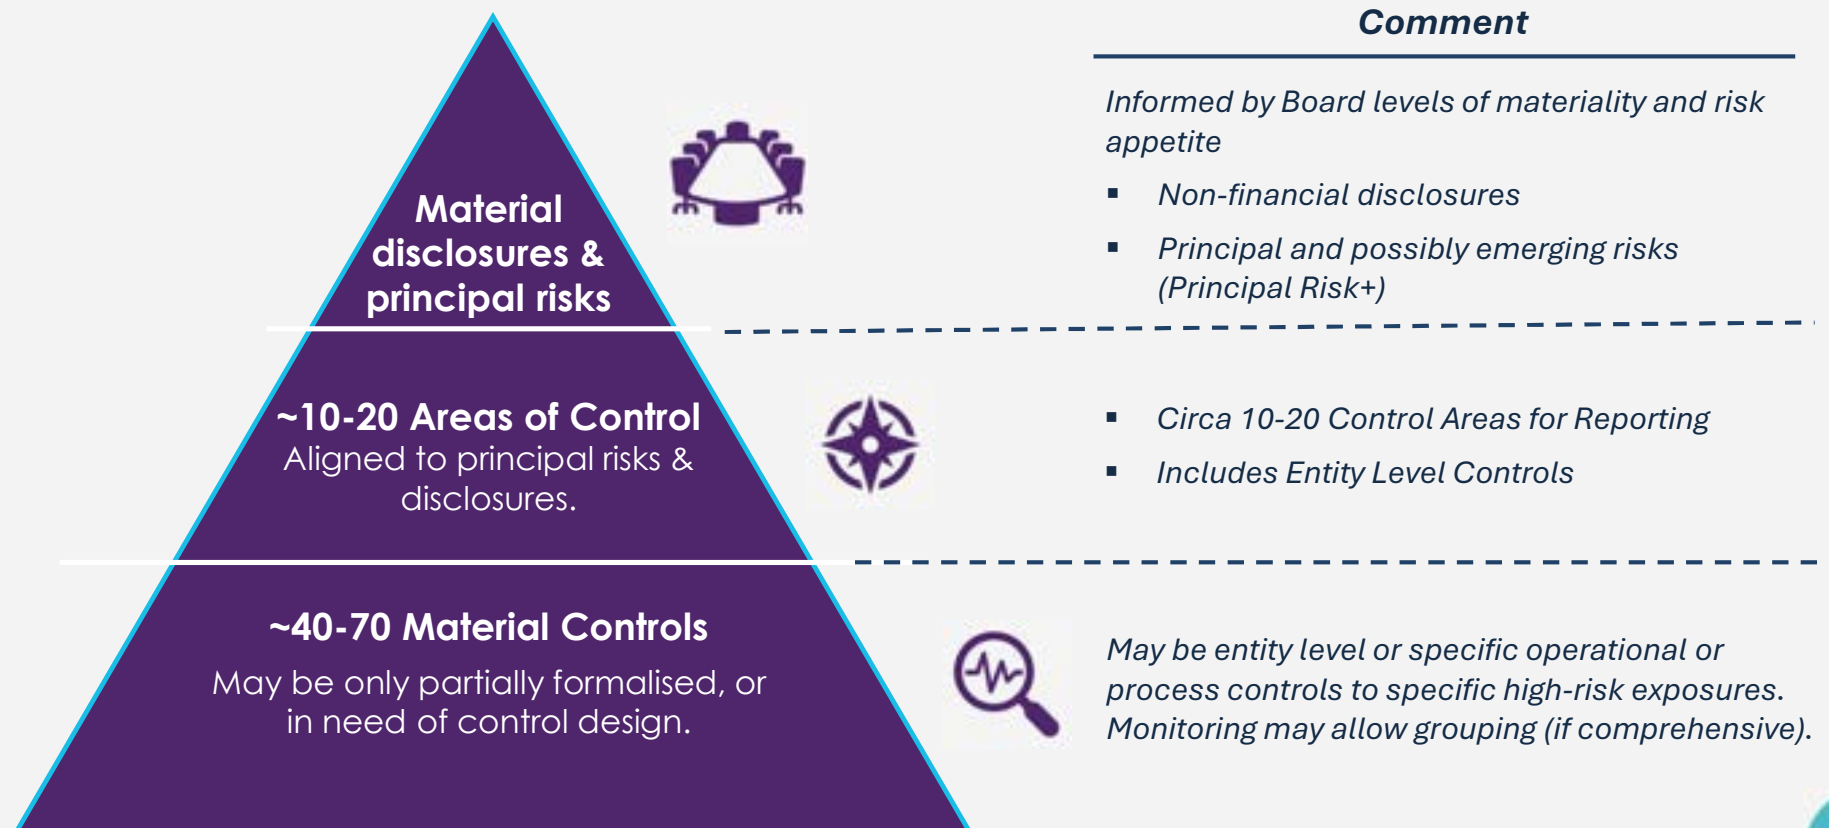 Comment
Material
disclosures &
principal risks
Informed by Board levels of materiality and risk
appetite
▪ Non-financial disclosures
▪ Principal and possibly emerging risks
(Principal Risk+)
~10-20 Areas of Control
Aligned to principal risks &
disclosures.
▪ Circa 10-20 Control Areas for Reporting
▪ Includes Entity Level Controls
~40-70 Material Controls
May be only partially formalised, or
in need of control design.
May be entity level or specific operational or
process controls to specific high-risk exposures.
Monitoring may allow grouping (if comprehensive).